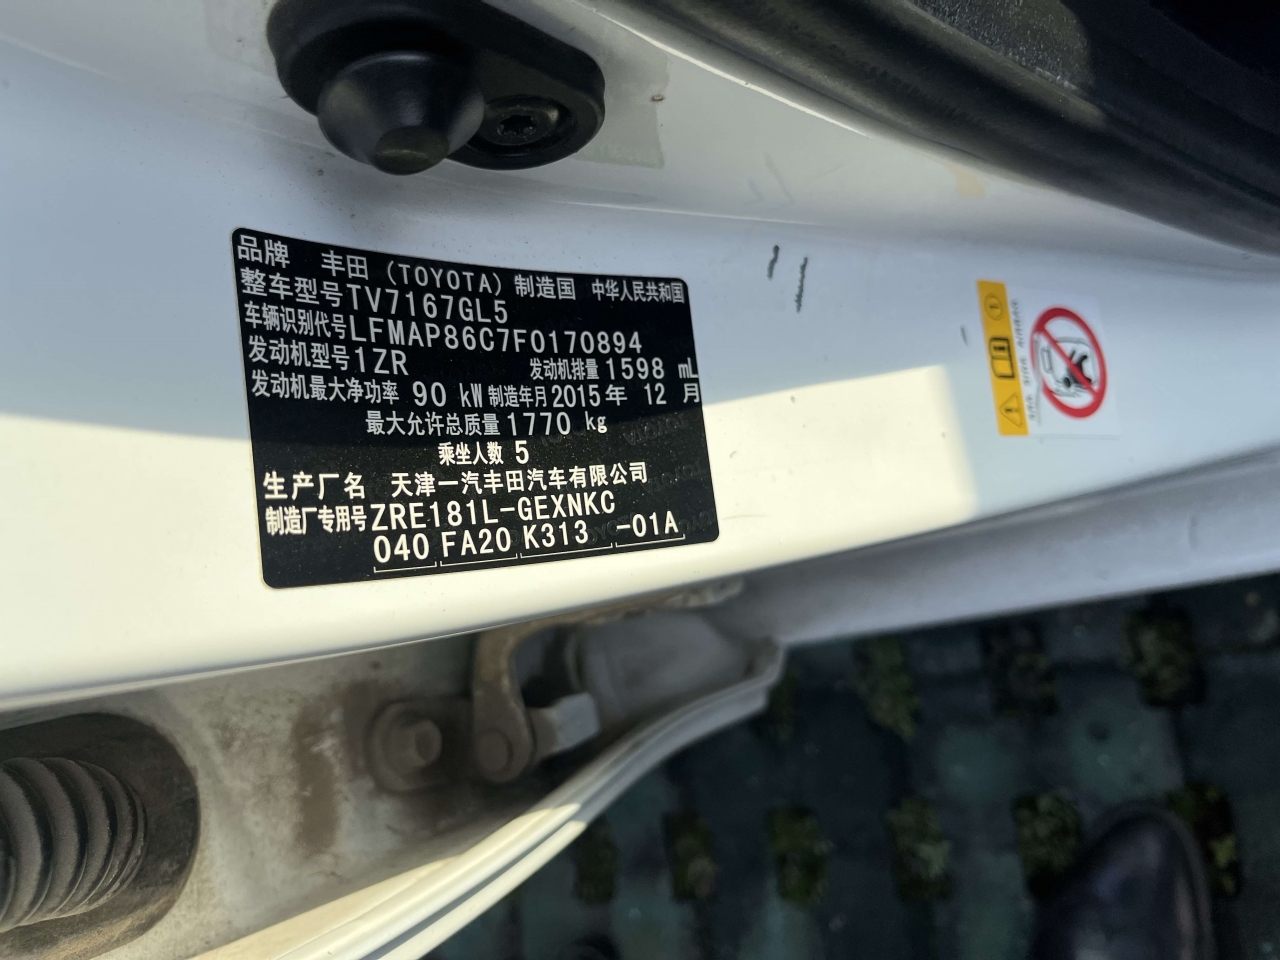 品牌 丰田 (TOYOTA) 制造国 中华人民共和国
整车型号 TV7167GL5
车辆识别代号 LFMAP86C7F0170894
发动机型号 1ZR 发动机排量 1598 mL
发动机最大净功率 90 kW 制造年月 2015年 12 月
最大允许总质量 1770 kg
乘坐人数 5
生产厂名 天津一汽丰田汽车有限公司
制造厂专用号 ZRE181L-GEXNKC
040 FA20 K313 -01A